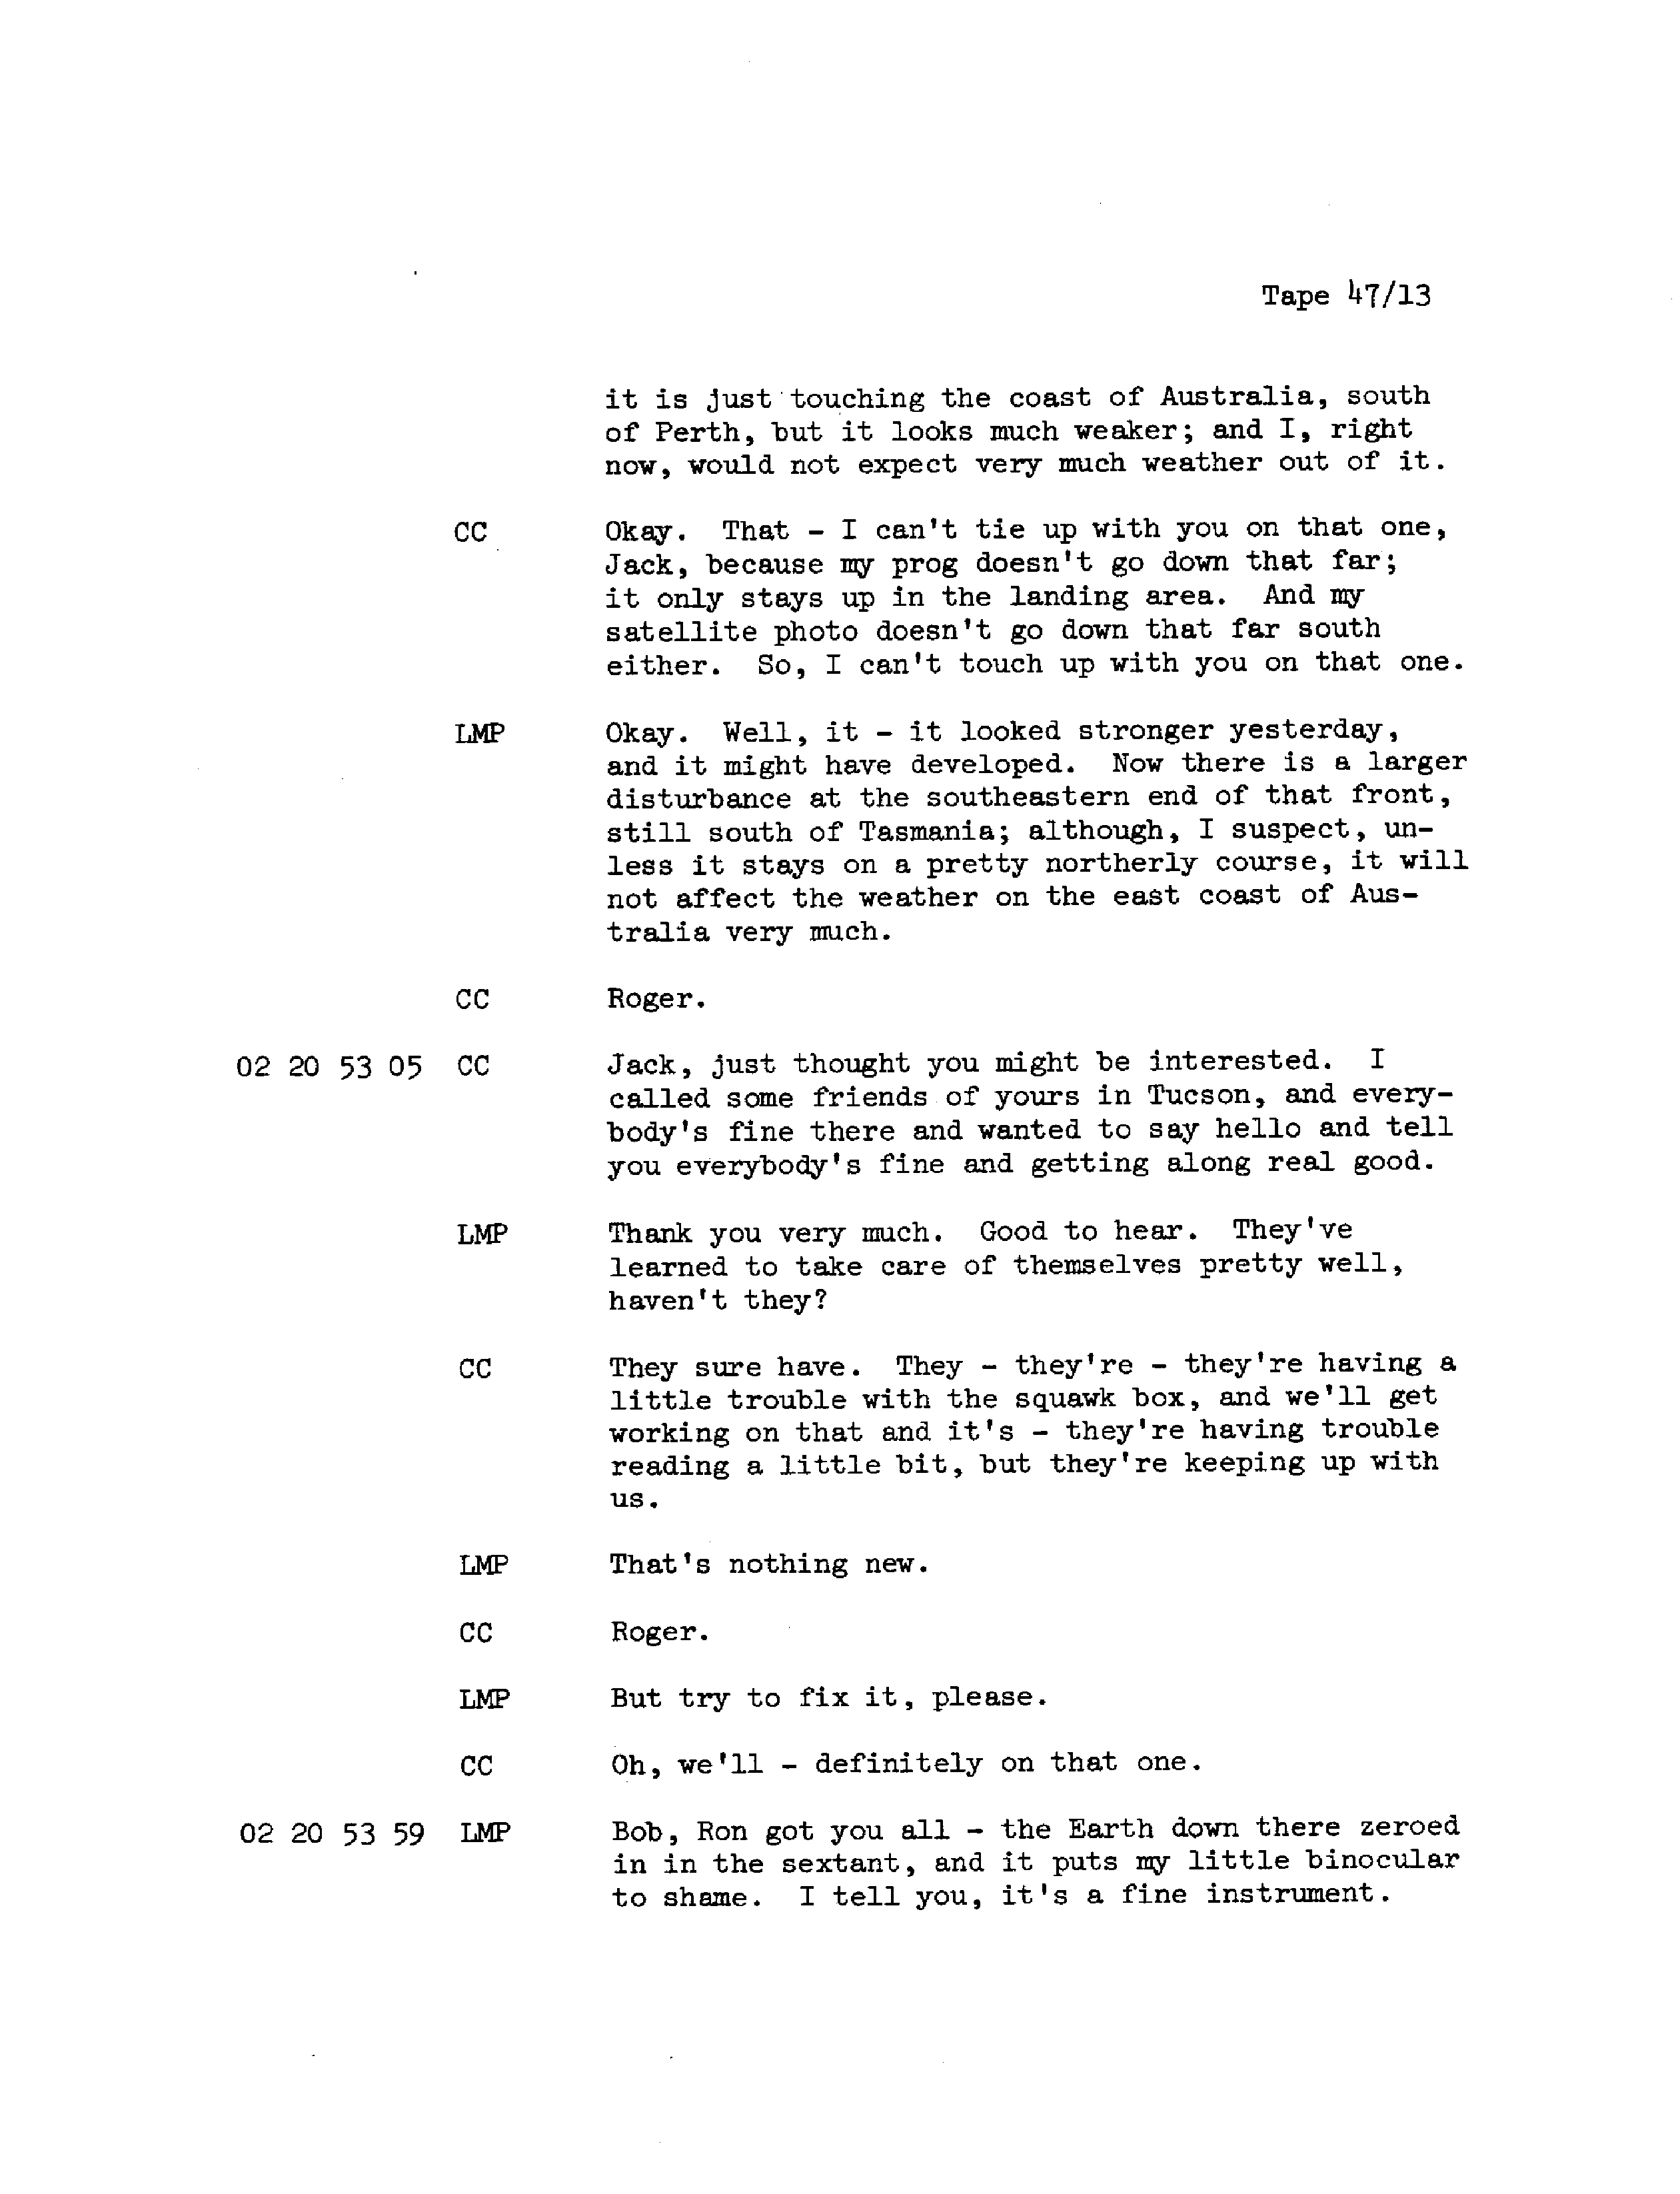 Tape 47/13
it is just touching the coast of Australia, south
of Perth, but it looks much weaker; and I, right
now, would not expect very much weather out of it.
CC Okay. That - I can't tie up with you on that one,
Jack, because my prog doesn't go down that far;
it only stays up in the landing area. And my
satellite photo doesn't go down that far south
either. So, I can't touch up with you on that one.
LMP Okay. Well, it - it looked stronger yesterday,
and it might have developed. Now there is a larger
disturbance at the southeastern end of that front,
still south of Tasmania; although, I suspect, un-
less it stays on a pretty northerly course, it will
not affect the weather on the east coast of Aus-
tralia very much.
CC Roger.
02 20 53 05 CC Jack, just thought you might be interested. I
called some friends of yours in Tucson, and every-
body's fine there and wanted to say hello and tell
you everybody's fine and getting along real good.
LMP Thank you very much. Good to hear. They've
learned to take care of themselves pretty well,
haven't they?
CC They sure have. They - they're - they're having a
little trouble with the squawk box, and we'll get
working on that and it's - they're having trouble
reading a little bit, but they're keeping up with
us.
LMP That's nothing new.
CC Roger.
LMP But try to fix it, please.
CC Oh, we'll - definitely on that one.
02 20 53 59 LMP Bob, Ron got you all - the Earth down there zeroed
in in the sextant, and it puts my little binocular
to shame. I tell you, it's a fine instrument.